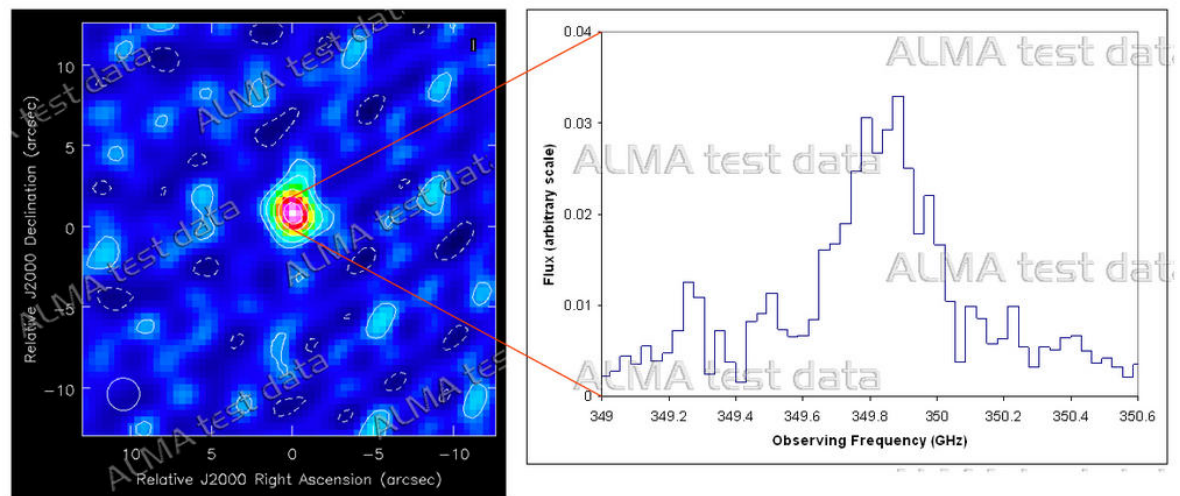 10
5
0
-5
-10
10
5
0
-5
-10
Relative J2000 Declination (arcsec)
Relative J2000 Right Ascension (arcsec)
ALMA test data
ALMA test data
ALMA test data
ALMA test data
ALMA test data
ALMA test data
ALMA test data
ALMA test data
0.04
0.03
0.02
0.01
0
Flux (arbitrary scale)
349
349.2
349.4
349.6
349.8
350
350.2
350.4
350.6
Observing Frequency (GHz)
ALMA test data
ALMA test data
ALMA test data
ALMA test data